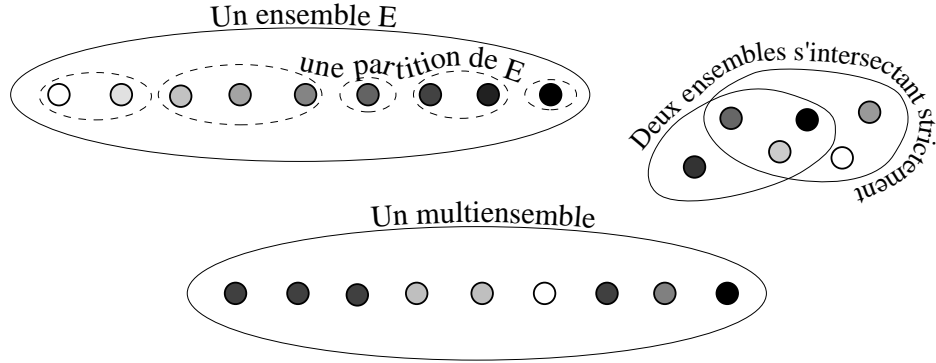 Un ensemble E
une partition de E
Deux ensembles s'intersectant strictement
Un multiensemble